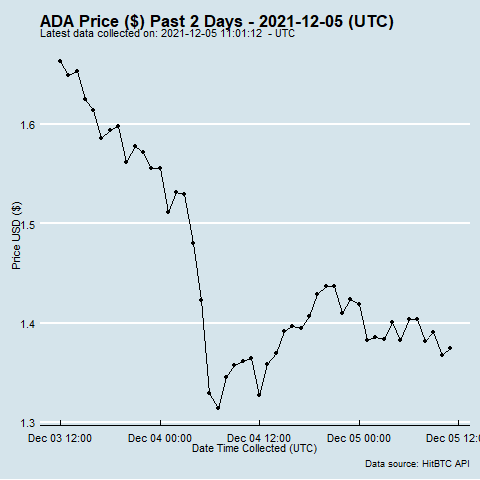 ADA Price ($) Past 2 Days - 2021-12-05 (UTC)
Latest data collected on: 2021-12-05 11:01:12 - UTC
1.6
1.5
1.4
1.3
Price USD ($)
Dec 03 12:00 Dec 04 00:00 Dec 04 12:00 Dec 05 00:00 Dec 05 12:
Date Time Collected (UTC)
Data source: HitBTC API